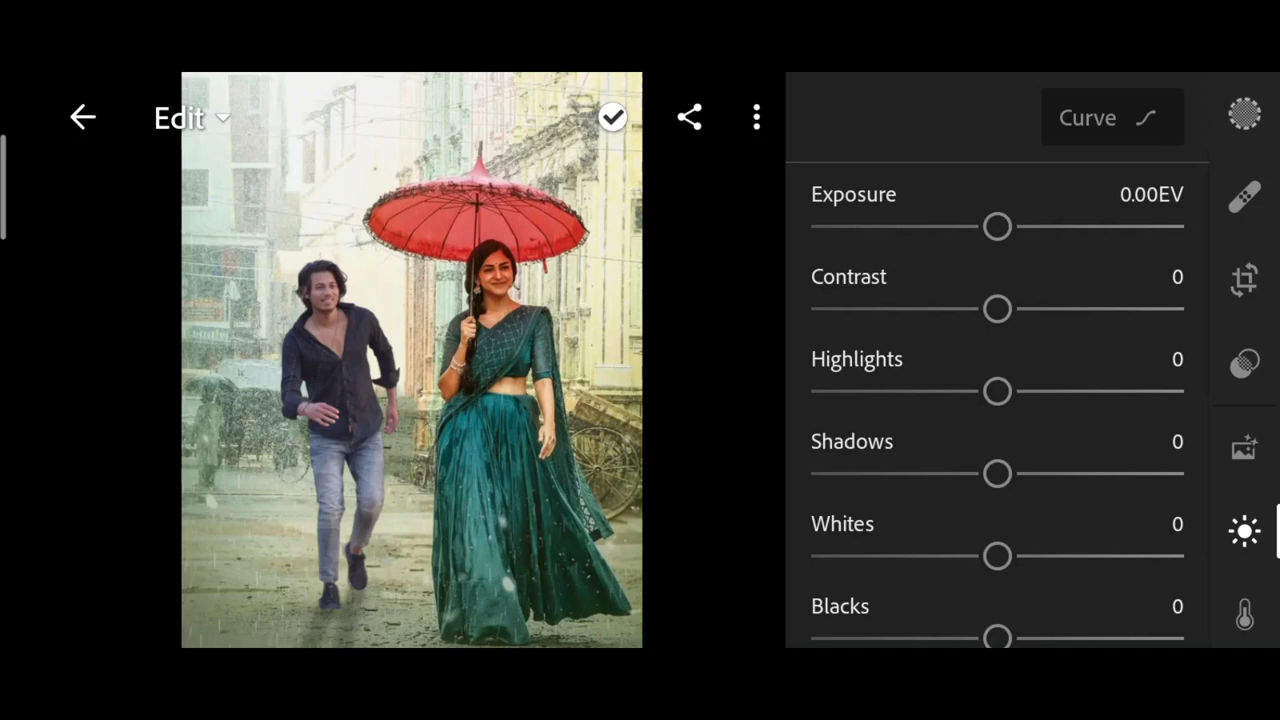 Edit
Curve
Exposure 0.00EV
Contrast 0
Highlights 0
Shadows 0
Whites 0
Blacks 0